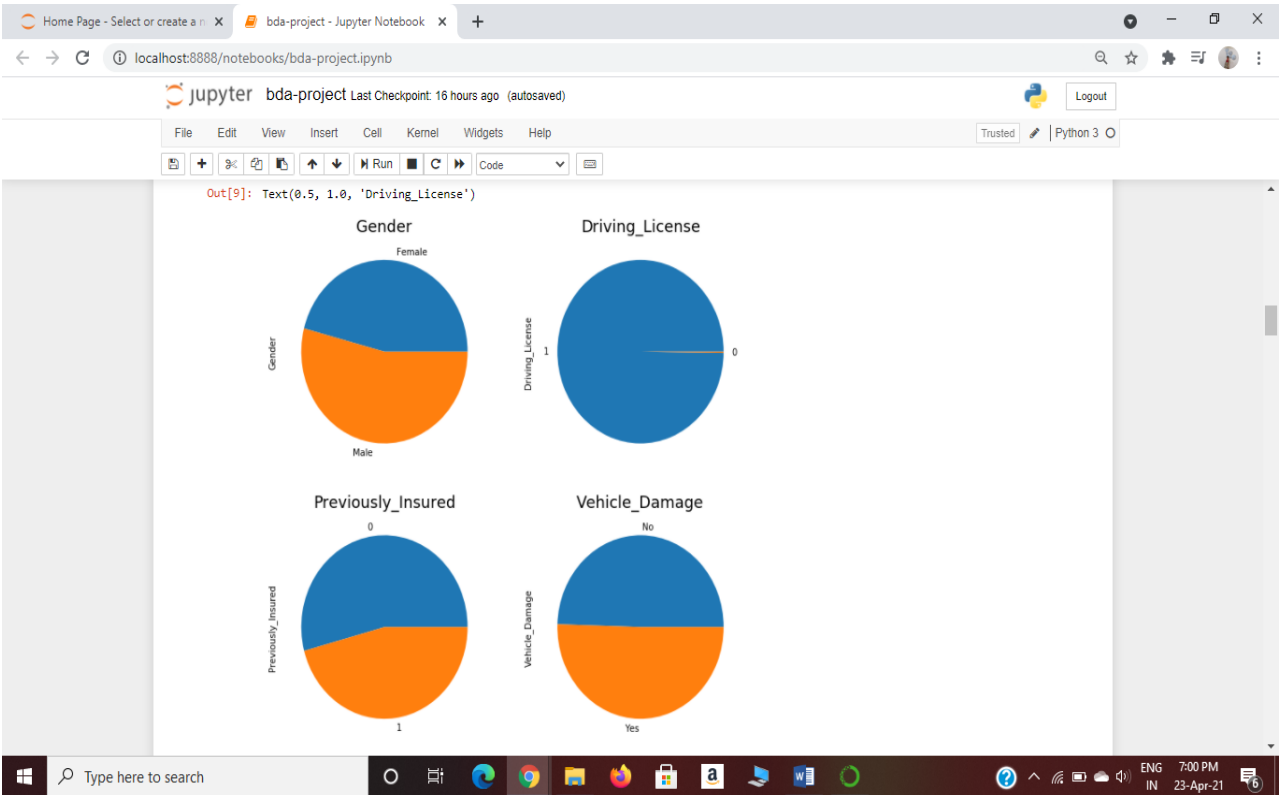 Home Page - Select or create a n
bda-project - Jupyter Notebook
localhost:8888/notebooks/bda-project.ipynb
jupyter bda-project Last Checkpoint: 16 hours ago (autosaved)
Logout
File Edit View Insert Cell Kernel Widgets Help
Trusted Python 3
Run Code
Out[9]: Text(0.5, 1.0, 'Driving_License')
Gender
Female
Gender
Male
Driving_License
Driving_License
1
0
Previously_Insured
0
Previously_Insured
1
Vehicle_Damage
No
Vehicle_Damage
Yes
Type here to search
ENG
IN
7:00 PM
23-Apr-21
6